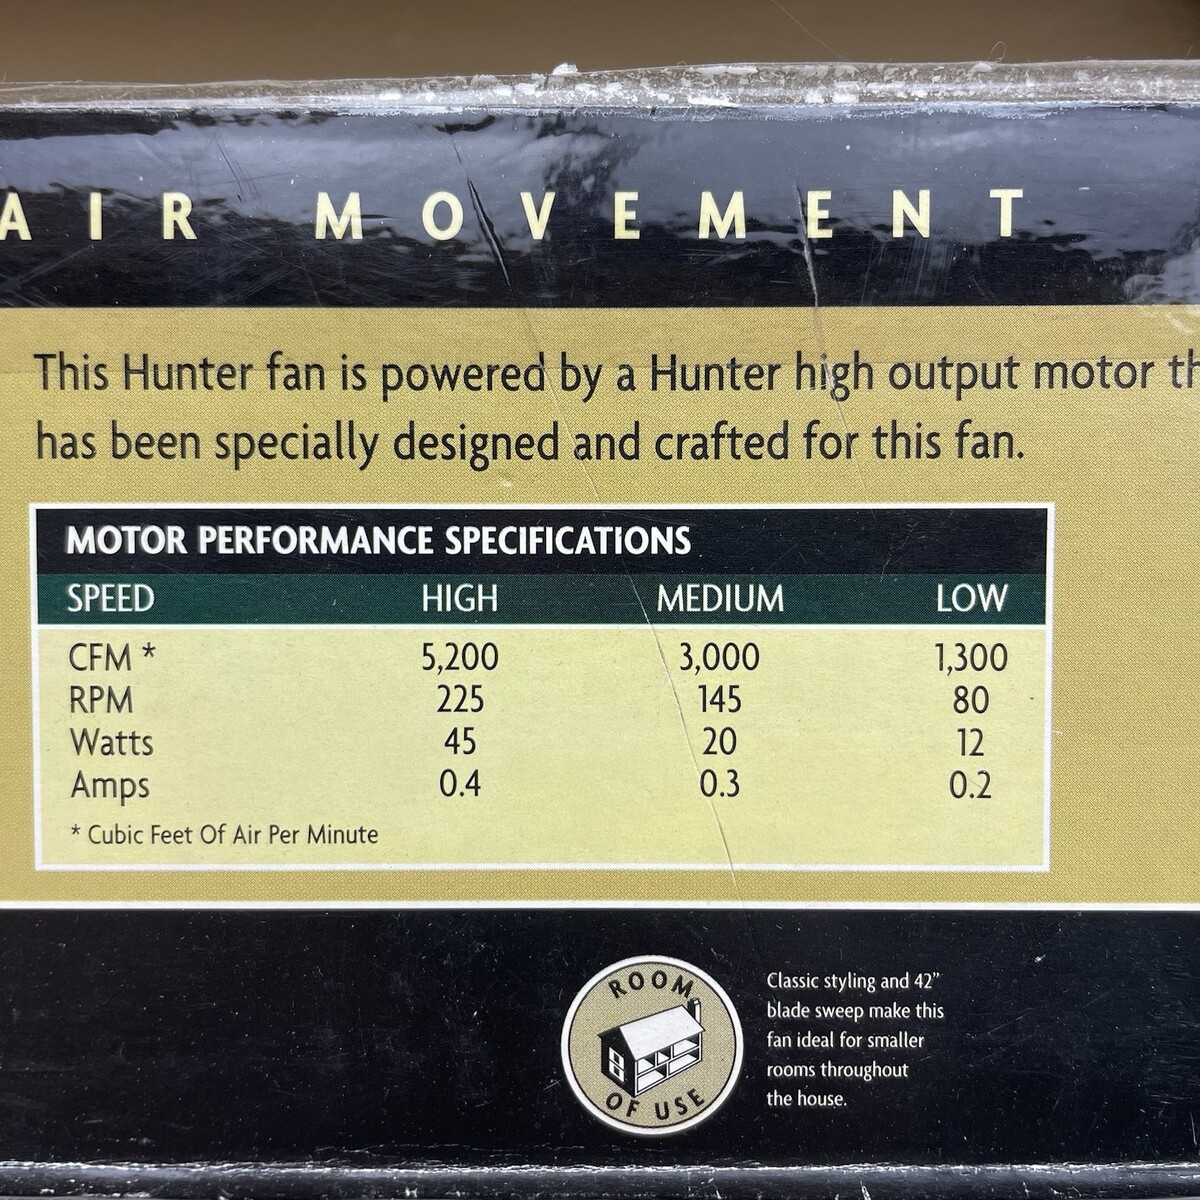 AIR MOVEMENT
This Hunter fan is powered by a Hunter high output motor th
has been specially designed and crafted for this fan.
MOTOR PERFORMANCE SPECIFICATIONS
SPEED HIGH MEDIUM LOW
CFM * 5,200 3,000 1,300
RPM 225 145 80
Watts 45 20 12
Amps 0.4 0.3 0.2
* Cubic Feet Of Air Per Minute
ROOM
OF USE
Classic styling and 42”
blade sweep make this
fan ideal for smaller
rooms throughout
the house.